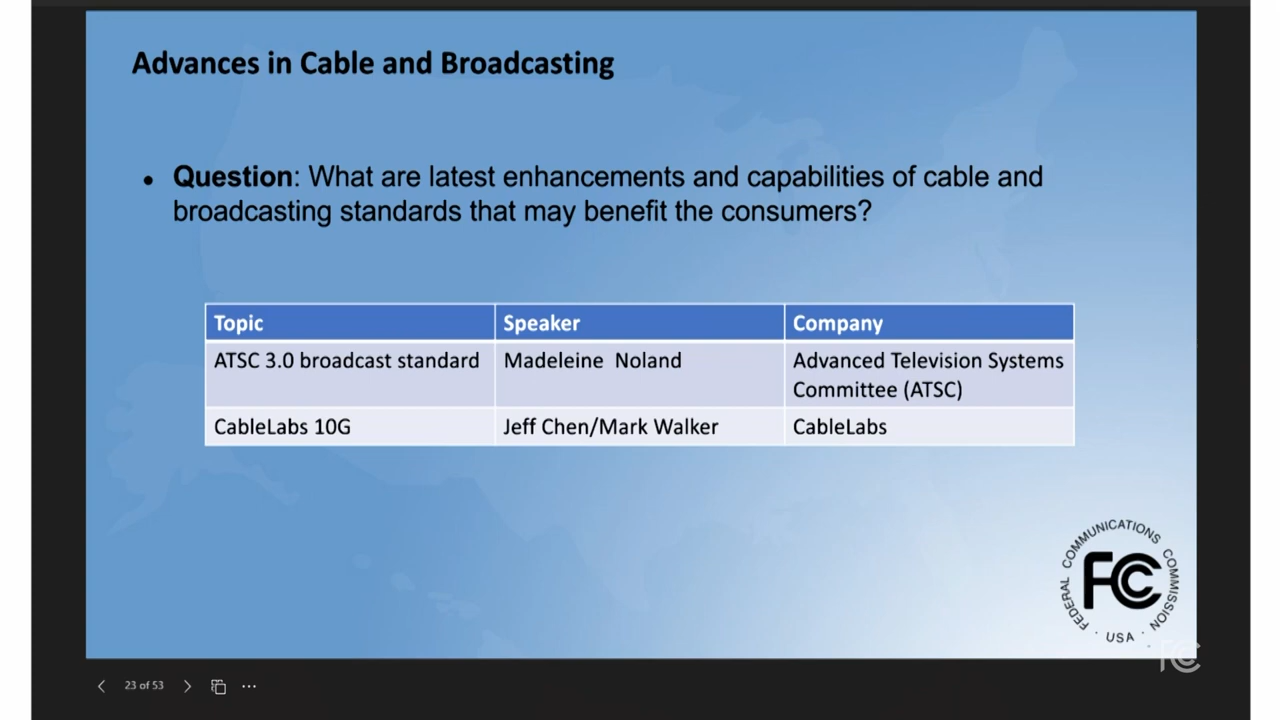 Advances in Cable and Broadcasting
• Question: What are latest enhancements and capabilities of cable and
broadcasting standards that may benefit the consumers?
Topic Speaker Company
ATSC 3.0 broadcast standard Madeleine Noland Advanced Television Systems
Committee (ATSC)
CableLabs 10G Jeff Chen/Mark Walker CableLabs
FEDERAL COMMUNICATIONS COMMISSION
FCC
· USA ·
FCC
23 of 53